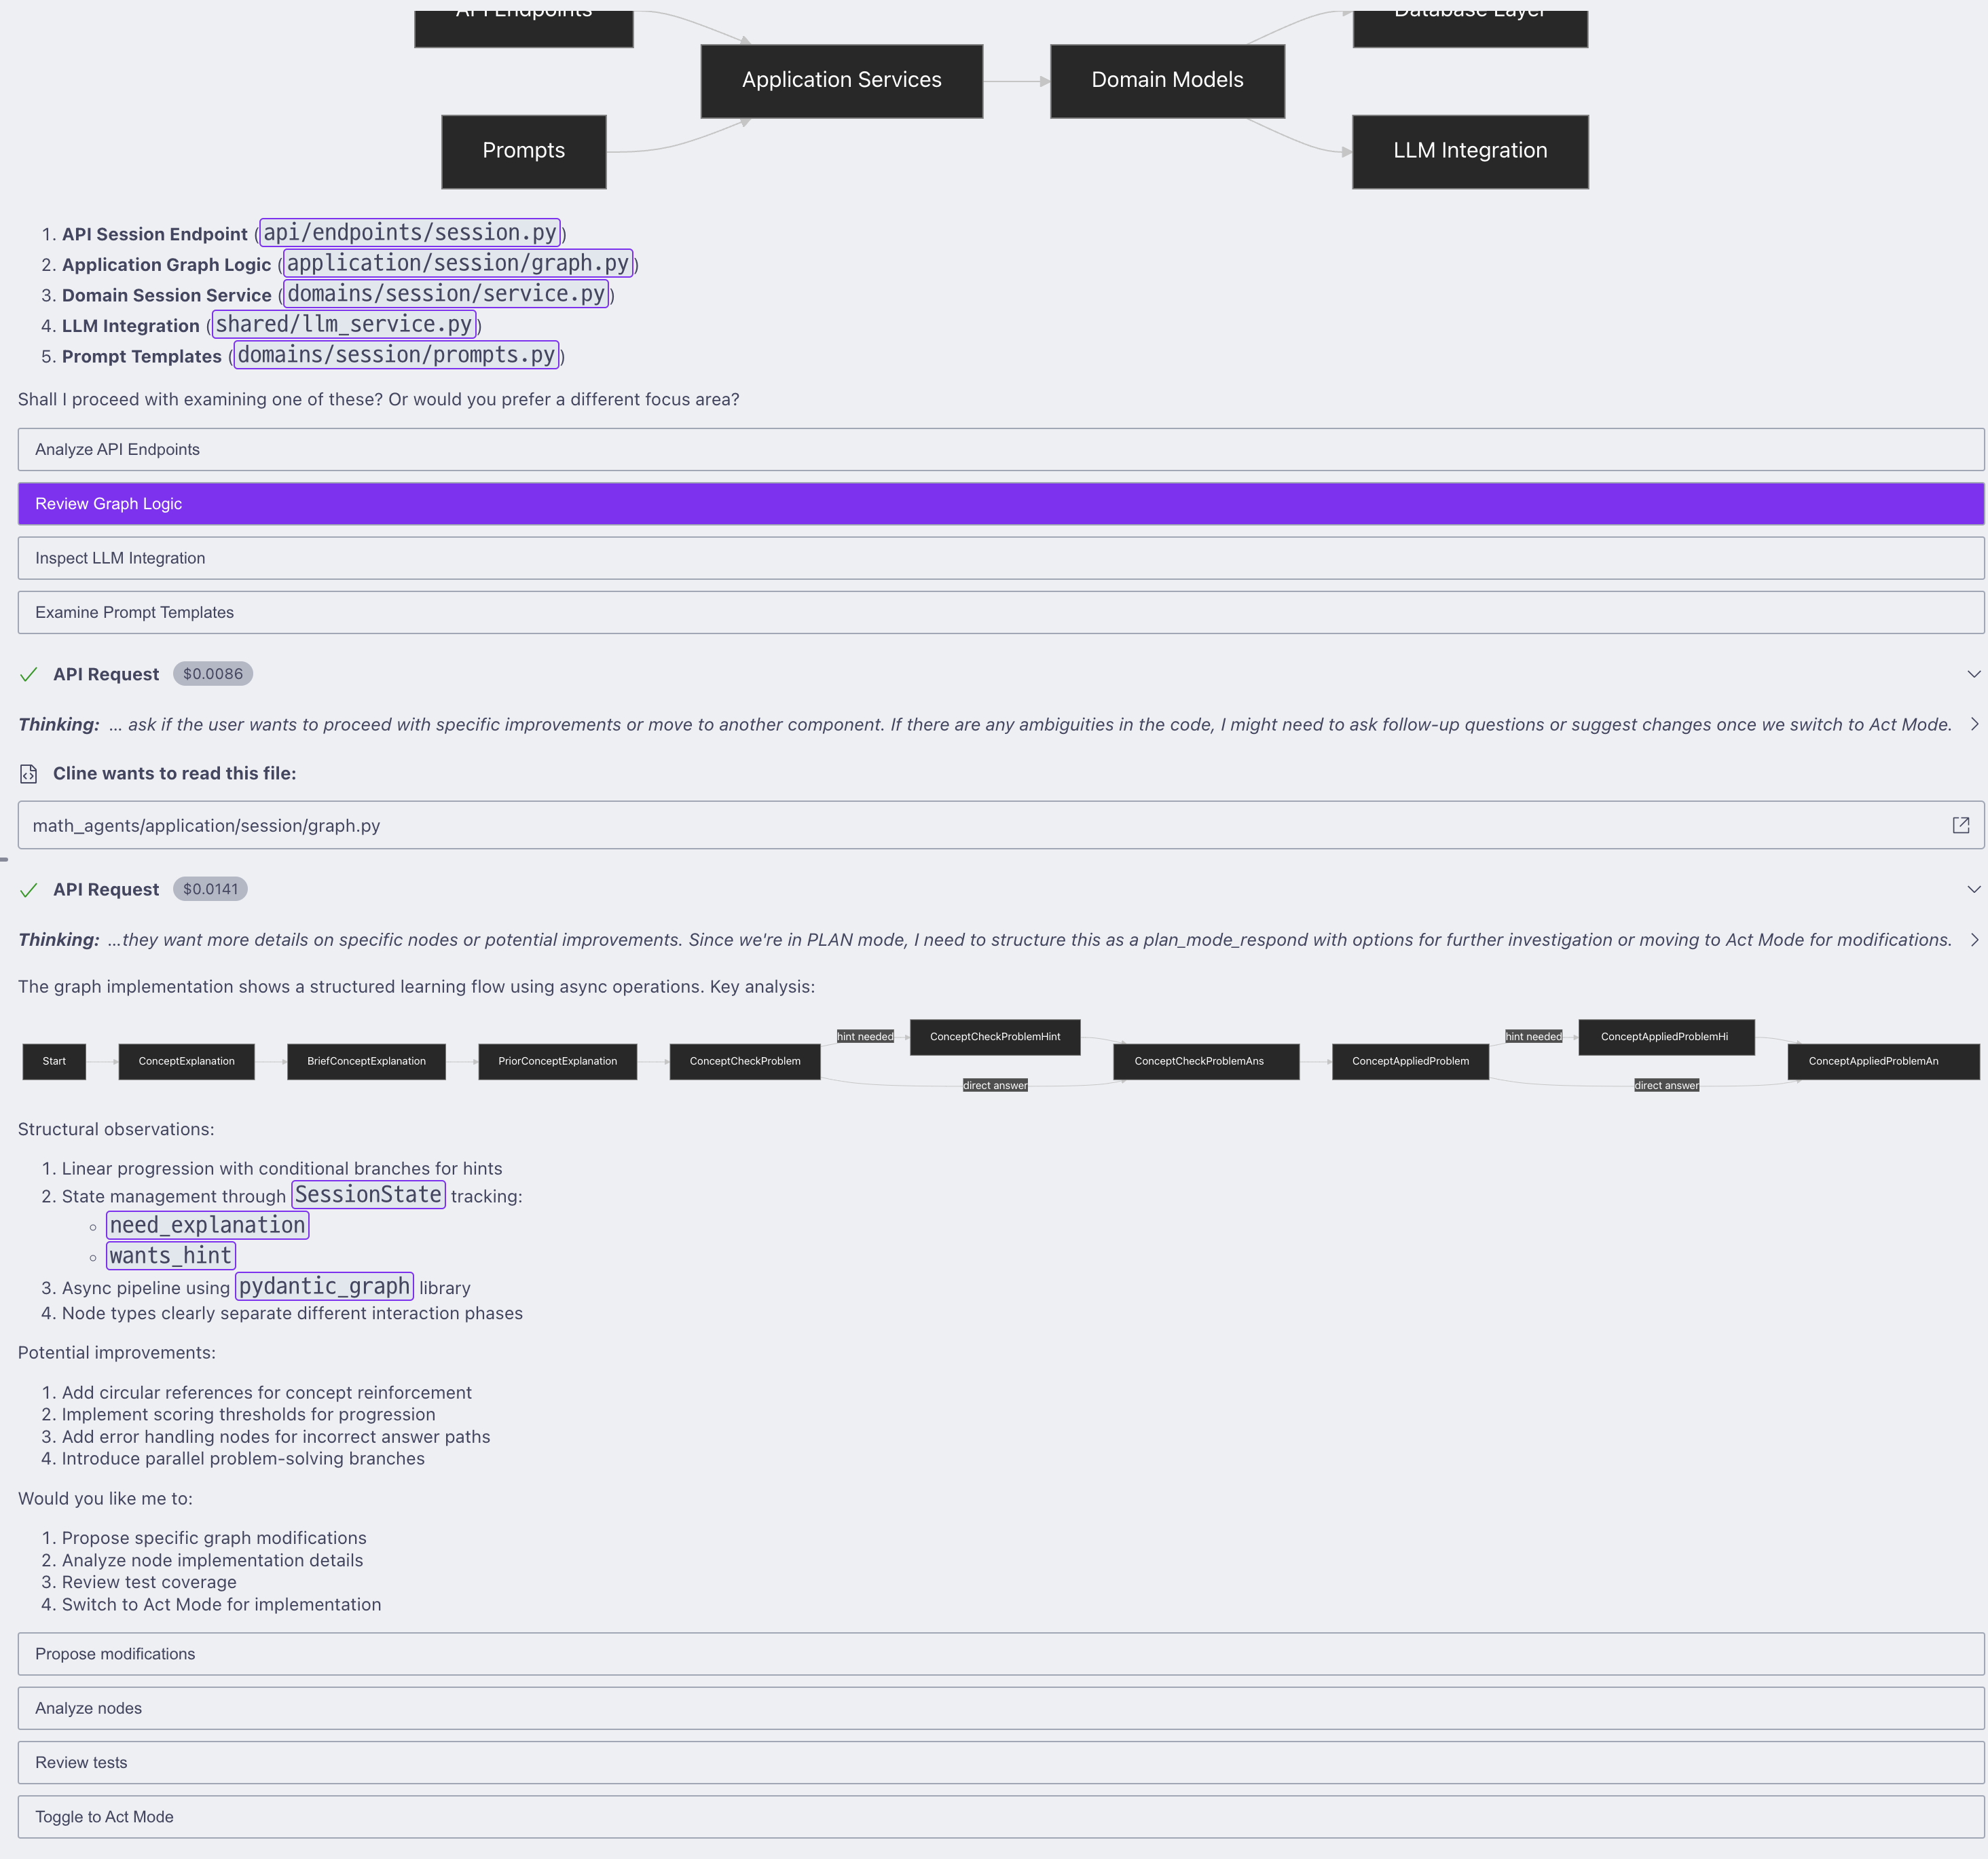 API Endpoints
Database Layer
Application Services
Domain Models
Prompts
LLM Integration
1. API Session Endpoint (api/endpoints/session.py)
2. Application Graph Logic (application/session/graph.py)
3. Domain Session Service (domains/session/service.py)
4. LLM Integration (shared/llm_service.py)
5. Prompt Templates (domains/session/prompts.py)
Shall I proceed with examining one of these? Or would you prefer a different focus area?
Analyze API Endpoints
Review Graph Logic
Inspect LLM Integration
Examine Prompt Templates
API Request $0.0086
Thinking: ... ask if the user wants to proceed with specific improvements or move to another component. If there are any ambiguities in the code, I might need to ask follow-up questions or suggest changes once we switch to Act Mode.
Cline wants to read this file:
math_agents/application/session/graph.py
API Request $0.0141
Thinking: ...they want more details on specific nodes or potential improvements. Since we're in PLAN mode, I need to structure this as a plan_mode_respond with options for further investigation or moving to Act Mode for modifications.
The graph implementation shows a structured learning flow using async operations. Key analysis:
Start
ConceptExplanation
BriefConceptExplanation
PriorConceptExplanation
ConceptCheckProblem
hint needed
ConceptCheckProblemHint
direct answer
ConceptCheckProblemAns
ConceptAppliedProblem
hint needed
ConceptAppliedProblemHi
direct answer
ConceptAppliedProblemAn
Structural observations:
1. Linear progression with conditional branches for hints
2. State management through SessionState tracking:
○ need_explanation
○ wants_hint
3. Async pipeline using pydantic_graph library
4. Node types clearly separate different interaction phases
Potential improvements:
1. Add circular references for concept reinforcement
2. Implement scoring thresholds for progression
3. Add error handling nodes for incorrect answer paths
4. Introduce parallel problem-solving branches
Would you like me to:
1. Propose specific graph modifications
2. Analyze node implementation details
3. Review test coverage
4. Switch to Act Mode for implementation
Propose modifications
Analyze nodes
Review tests
Toggle to Act Mode